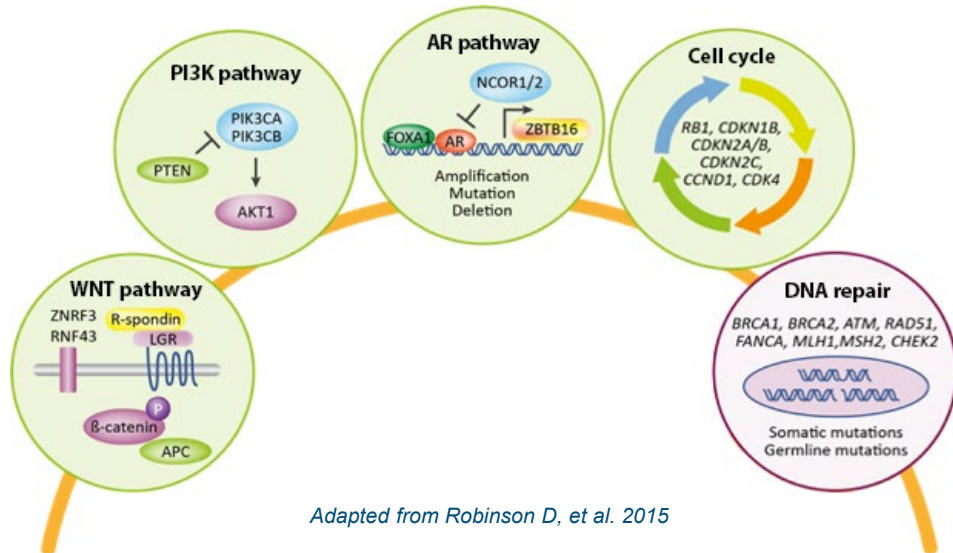 WNT pathway
ZNRF3
RNF43
R-spondin
LGR
P
ß-catenin
APC
PI3K pathway
PIK3CA
PIK3CB
PTEN
AKT1
AR pathway
NCOR1/2
FOXA1
AR
ZBTB16
Amplification
Mutation
Deletion
Cell cycle
RB1, CDKN1B,
CDKN2A/B,
CDKN2C,
CCND1, CDK4
DNA repair
BRCA1, BRCA2, ATM, RAD51,
FANCA, MLH1,MSH2, CHEK2
Somatic mutations
Germline mutations
Adapted from Robinson D, et al. 2015